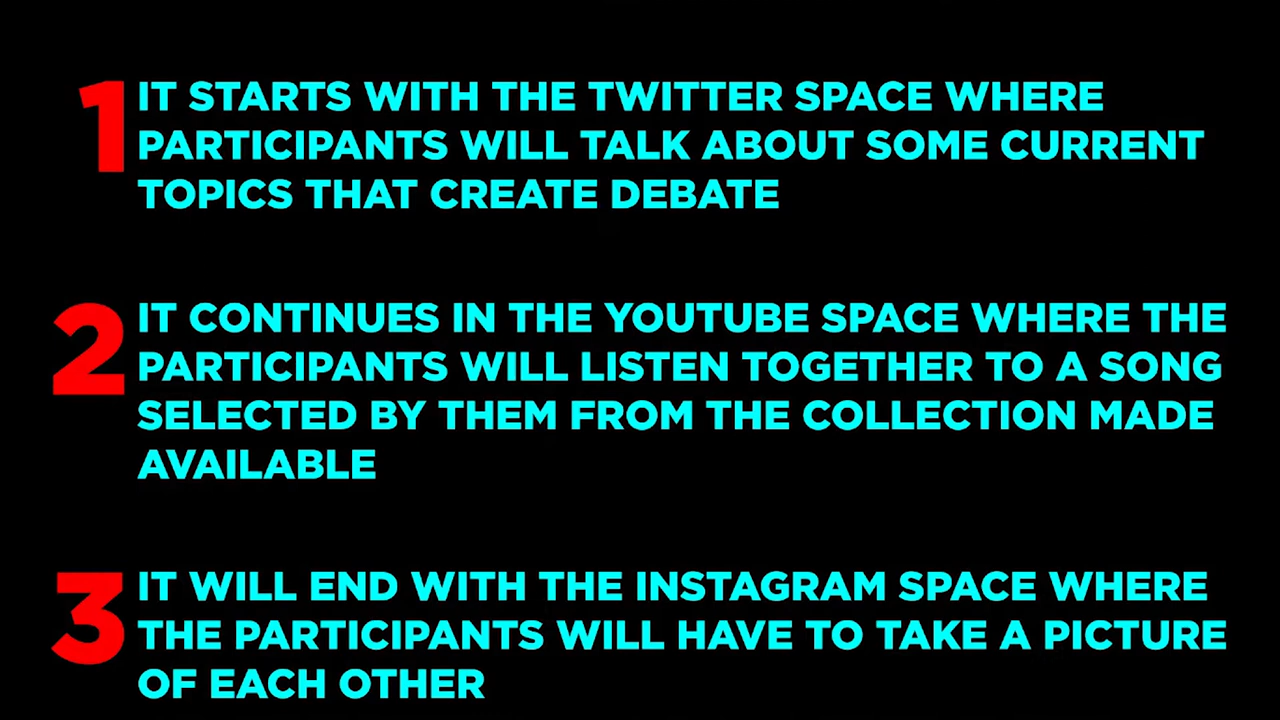 1 IT STARTS WITH THE TWITTER SPACE WHERE
PARTICIPANTS WILL TALK ABOUT SOME CURRENT
TOPICS THAT CREATE DEBATE
2 IT CONTINUES IN THE YOUTUBE SPACE WHERE THE
PARTICIPANTS WILL LISTEN TOGETHER TO A SONG
SELECTED BY THEM FROM THE COLLECTION MADE
AVAILABLE
3 IT WILL END WITH THE INSTAGRAM SPACE WHERE
THE PARTICIPANTS WILL HAVE TO TAKE A PICTURE
OF EACH OTHER